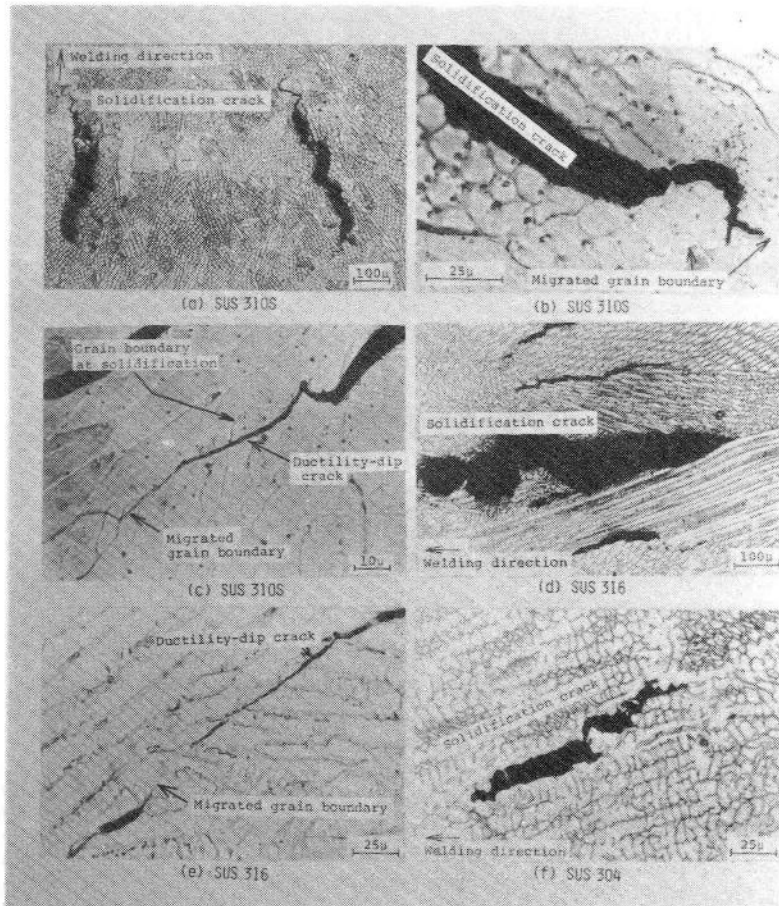 Welding direction
Solidification crack
100μ
(a) SUS 310S
Solidification crack
25μ
Migrated grain boundary
(b) SUS 310S
Grain boundary
at solidification
Ductility-dip
crack
Migrated
grain boundary
10μ
(c) SUS 310S
Solidification crack
Welding direction
100μ
(d) SUS 316
Ductility-dip crack
Migrated grain boundary
25μ
(e) SUS 316
Solidification crack
Welding direction
25μ
(f) SUS 304